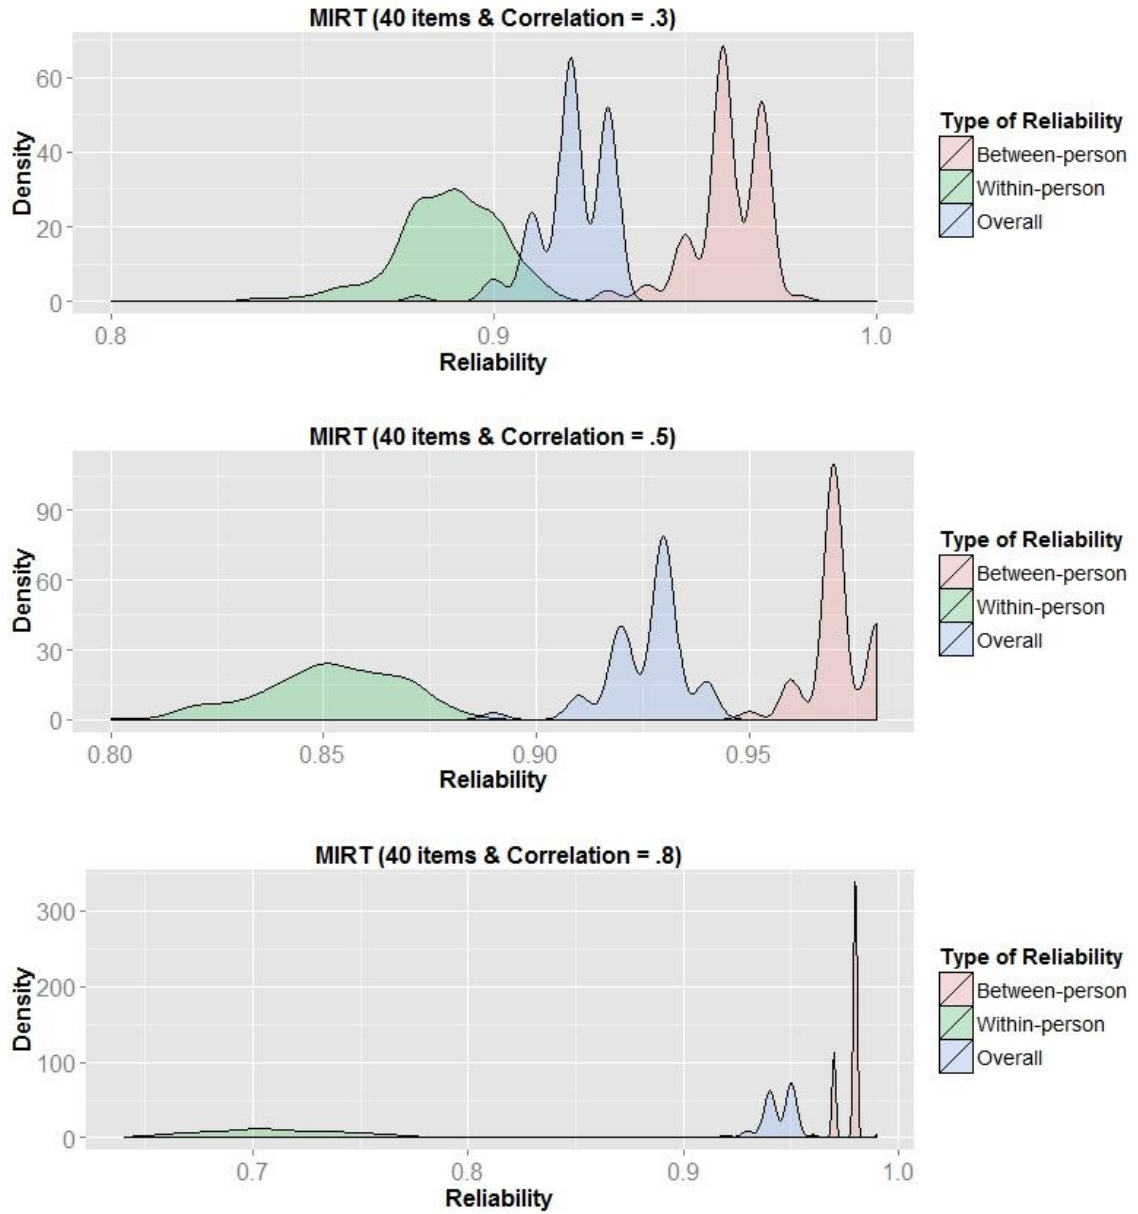 MIRT (40 items & Correlation = .3)
60
40
20
0
Density
0.8 0.9 1.0
Reliability
Type of Reliability
Between-person
Within-person
Overall
MIRT (40 items & Correlation = .5)
90
60
30
0
Density
0.80 0.85 0.90 0.95
Reliability
Type of Reliability
Between-person
Within-person
Overall
MIRT (40 items & Correlation = .8)
300
200
100
0
Density
0.7 0.8 0.9 1.0
Reliability
Type of Reliability
Between-person
Within-person
Overall